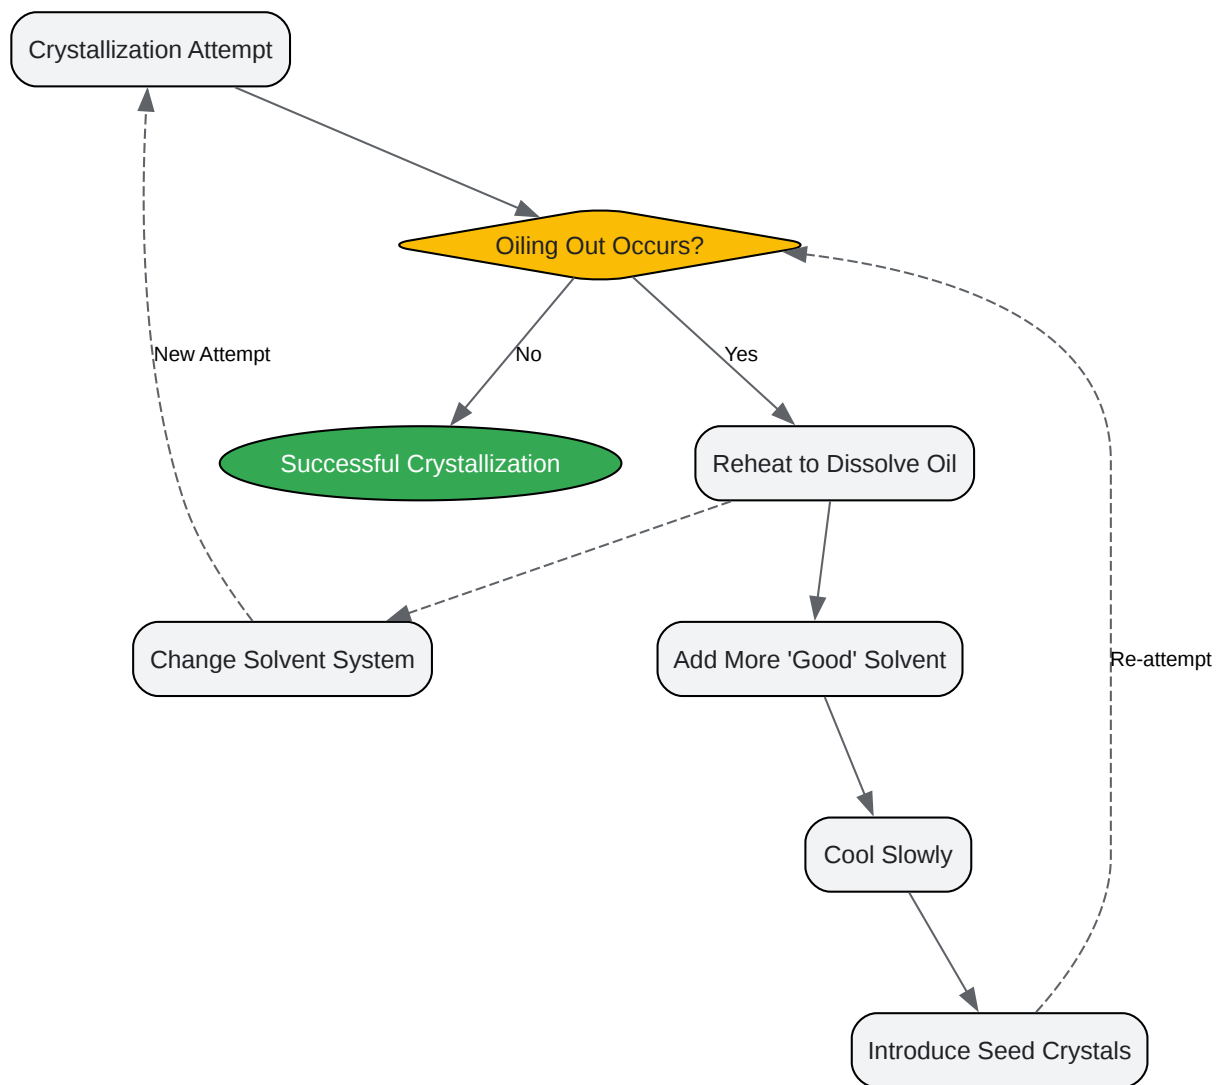 Crystallization Attempt
Oiling Out Occurs?
New Attempt
No
Yes
Successful Crystallization
Reheat to Dissolve Oil
Change Solvent System
Add More 'Good' Solvent
Re-attempt
Cool Slowly
Introduce Seed Crystals